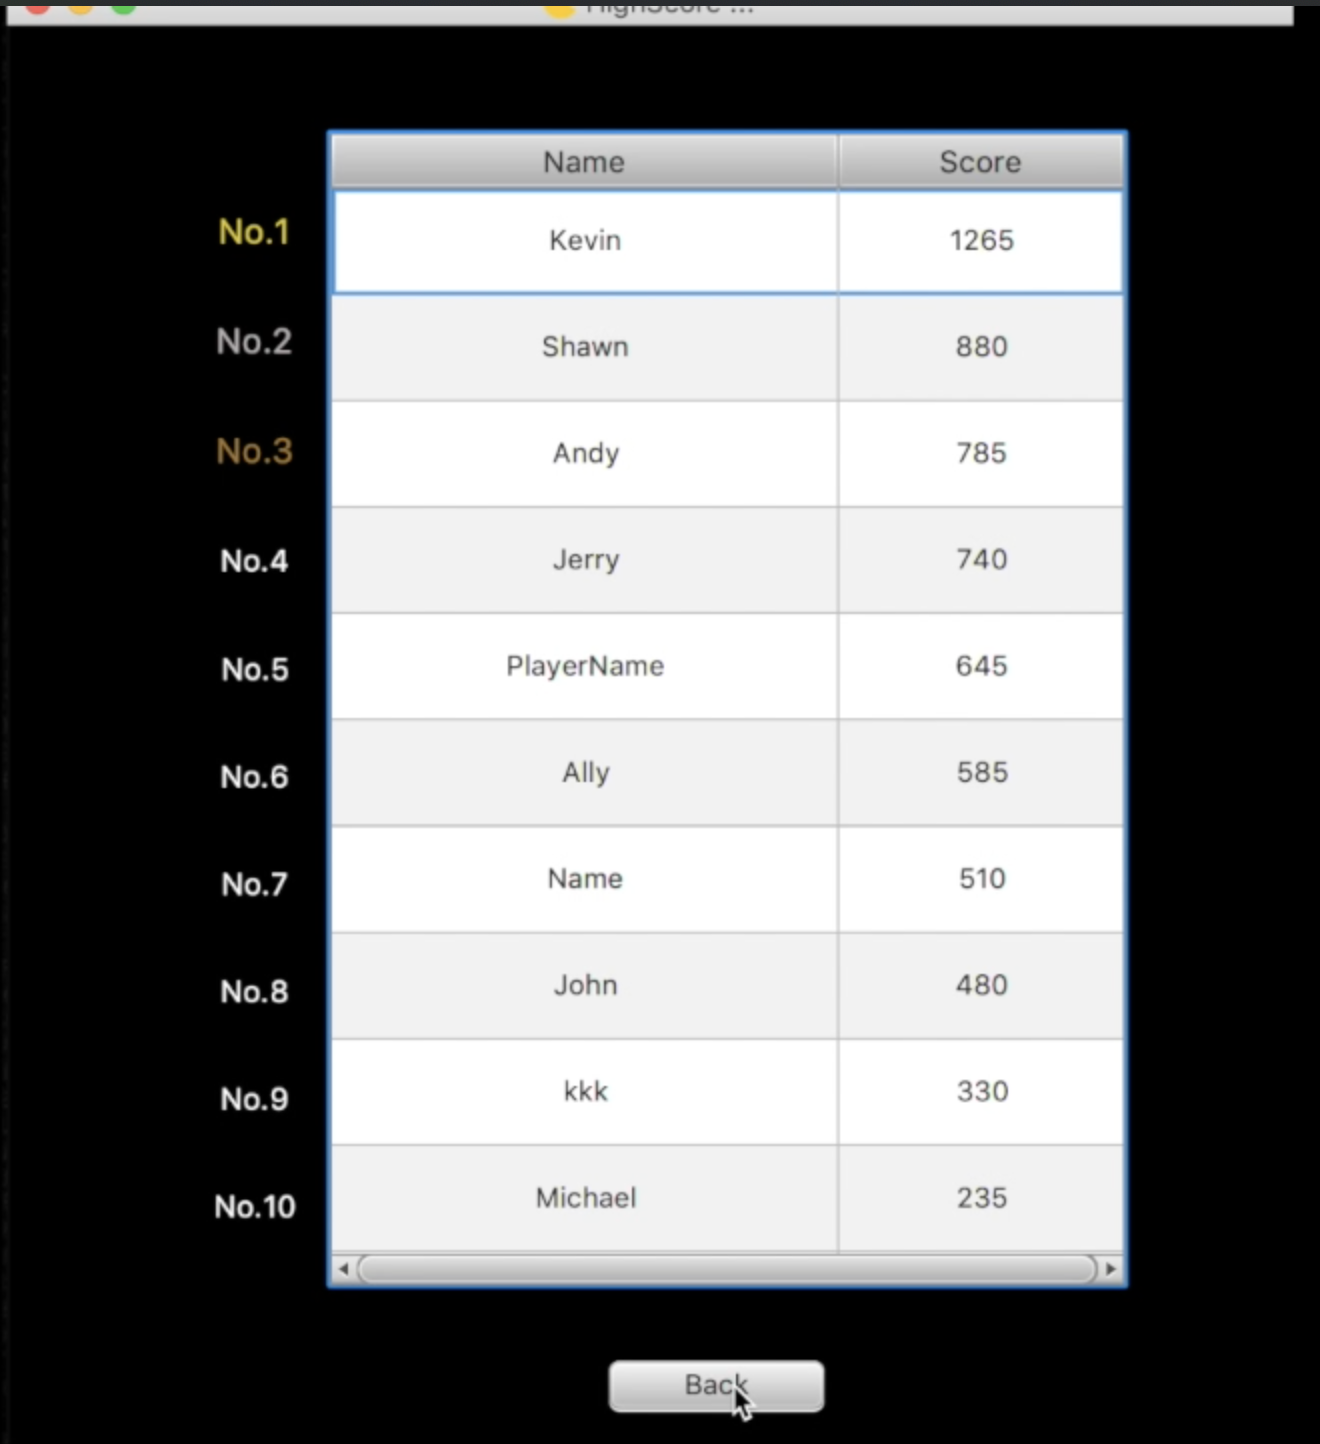 HighScore ...
Name Score
No.1 Kevin 1265
No.2 Shawn 880
No.3 Andy 785
No.4 Jerry 740
No.5 PlayerName 645
No.6 Ally 585
No.7 Name 510
No.8 John 480
No.9 kkk 330
No.10 Michael 235
Back